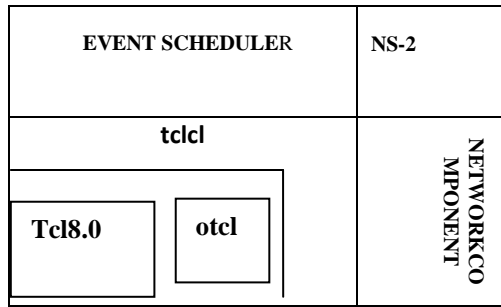 EVENT SCHEDULER
NS-2
tclcl
Tcl8.0
otcl
NETWORKCO
MPONENT